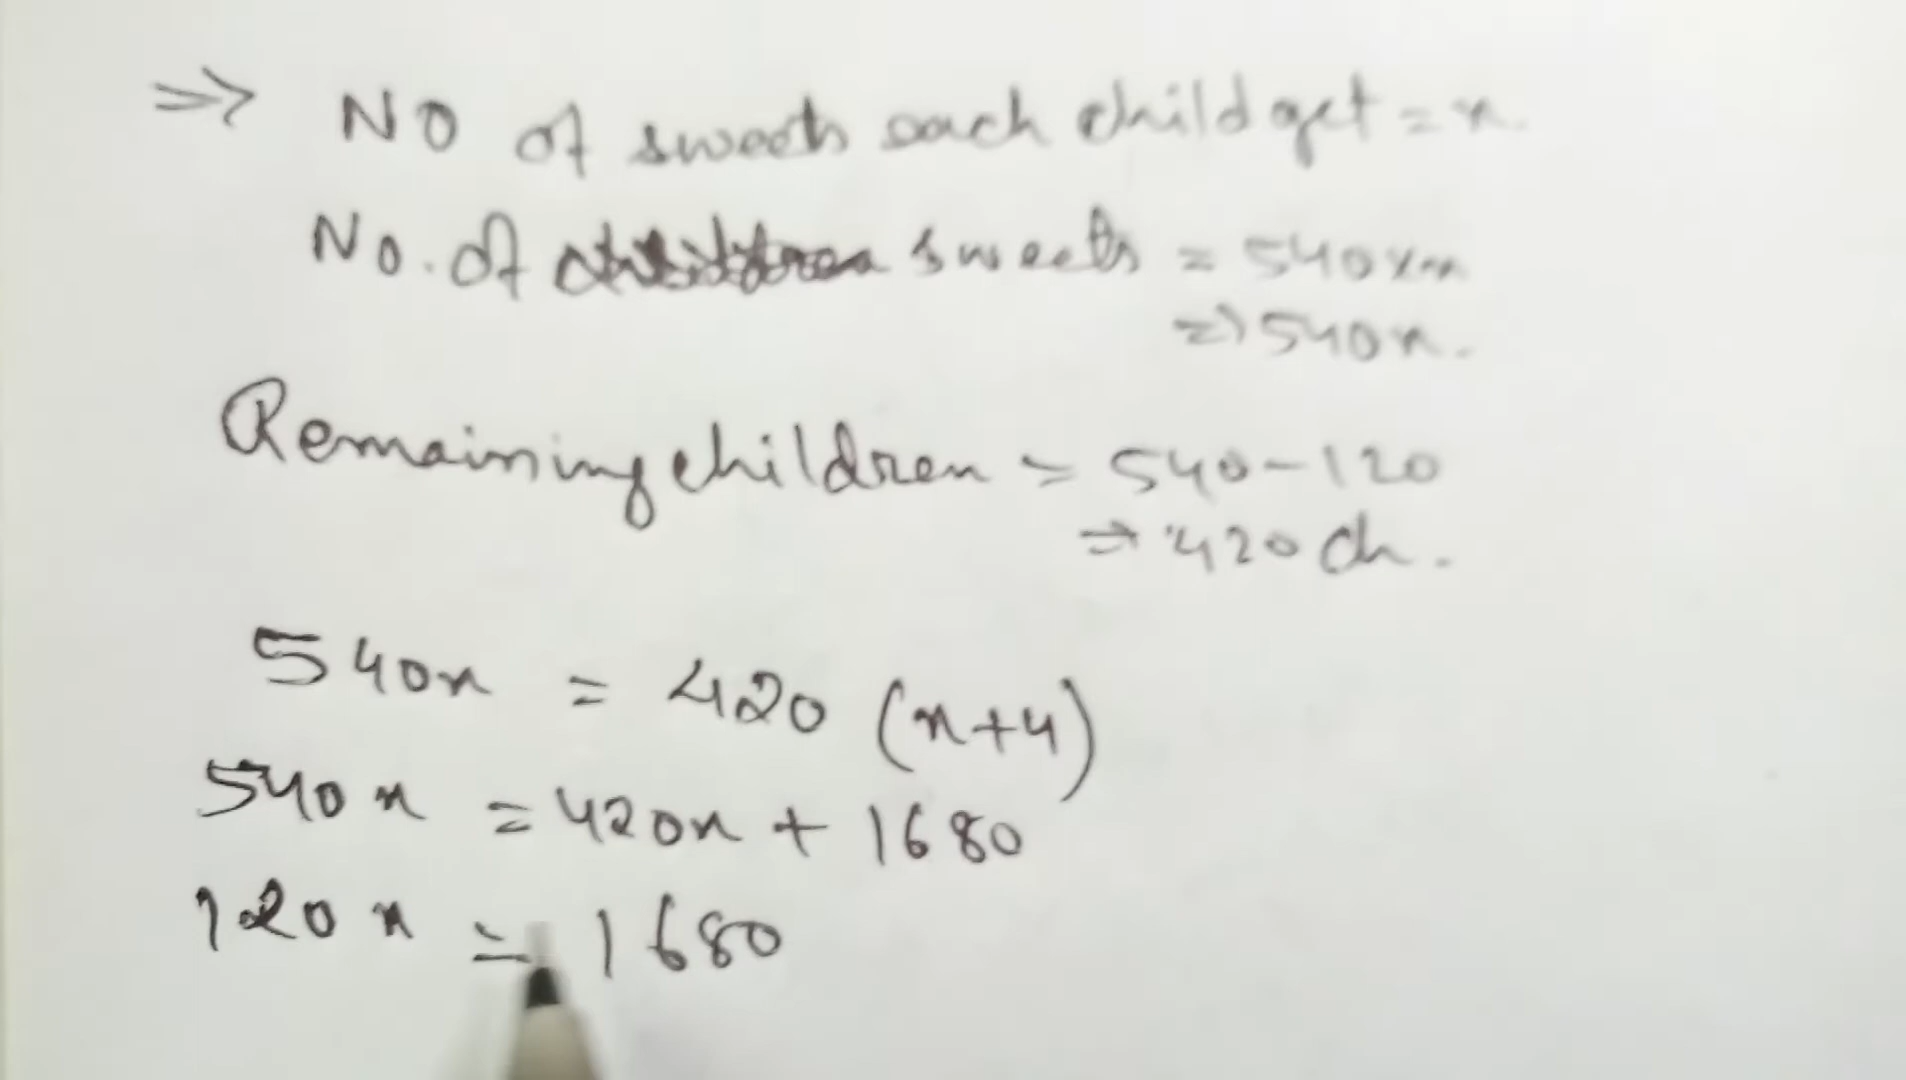 ⇒ NO of sweets each child get = x.
No. of sweets = 540 x x
=> 540x.
Remaining children = 540-120
⇒ 420 ch.
540x = 420 (x+4)
540x = 420x + 1680
120x = 1680